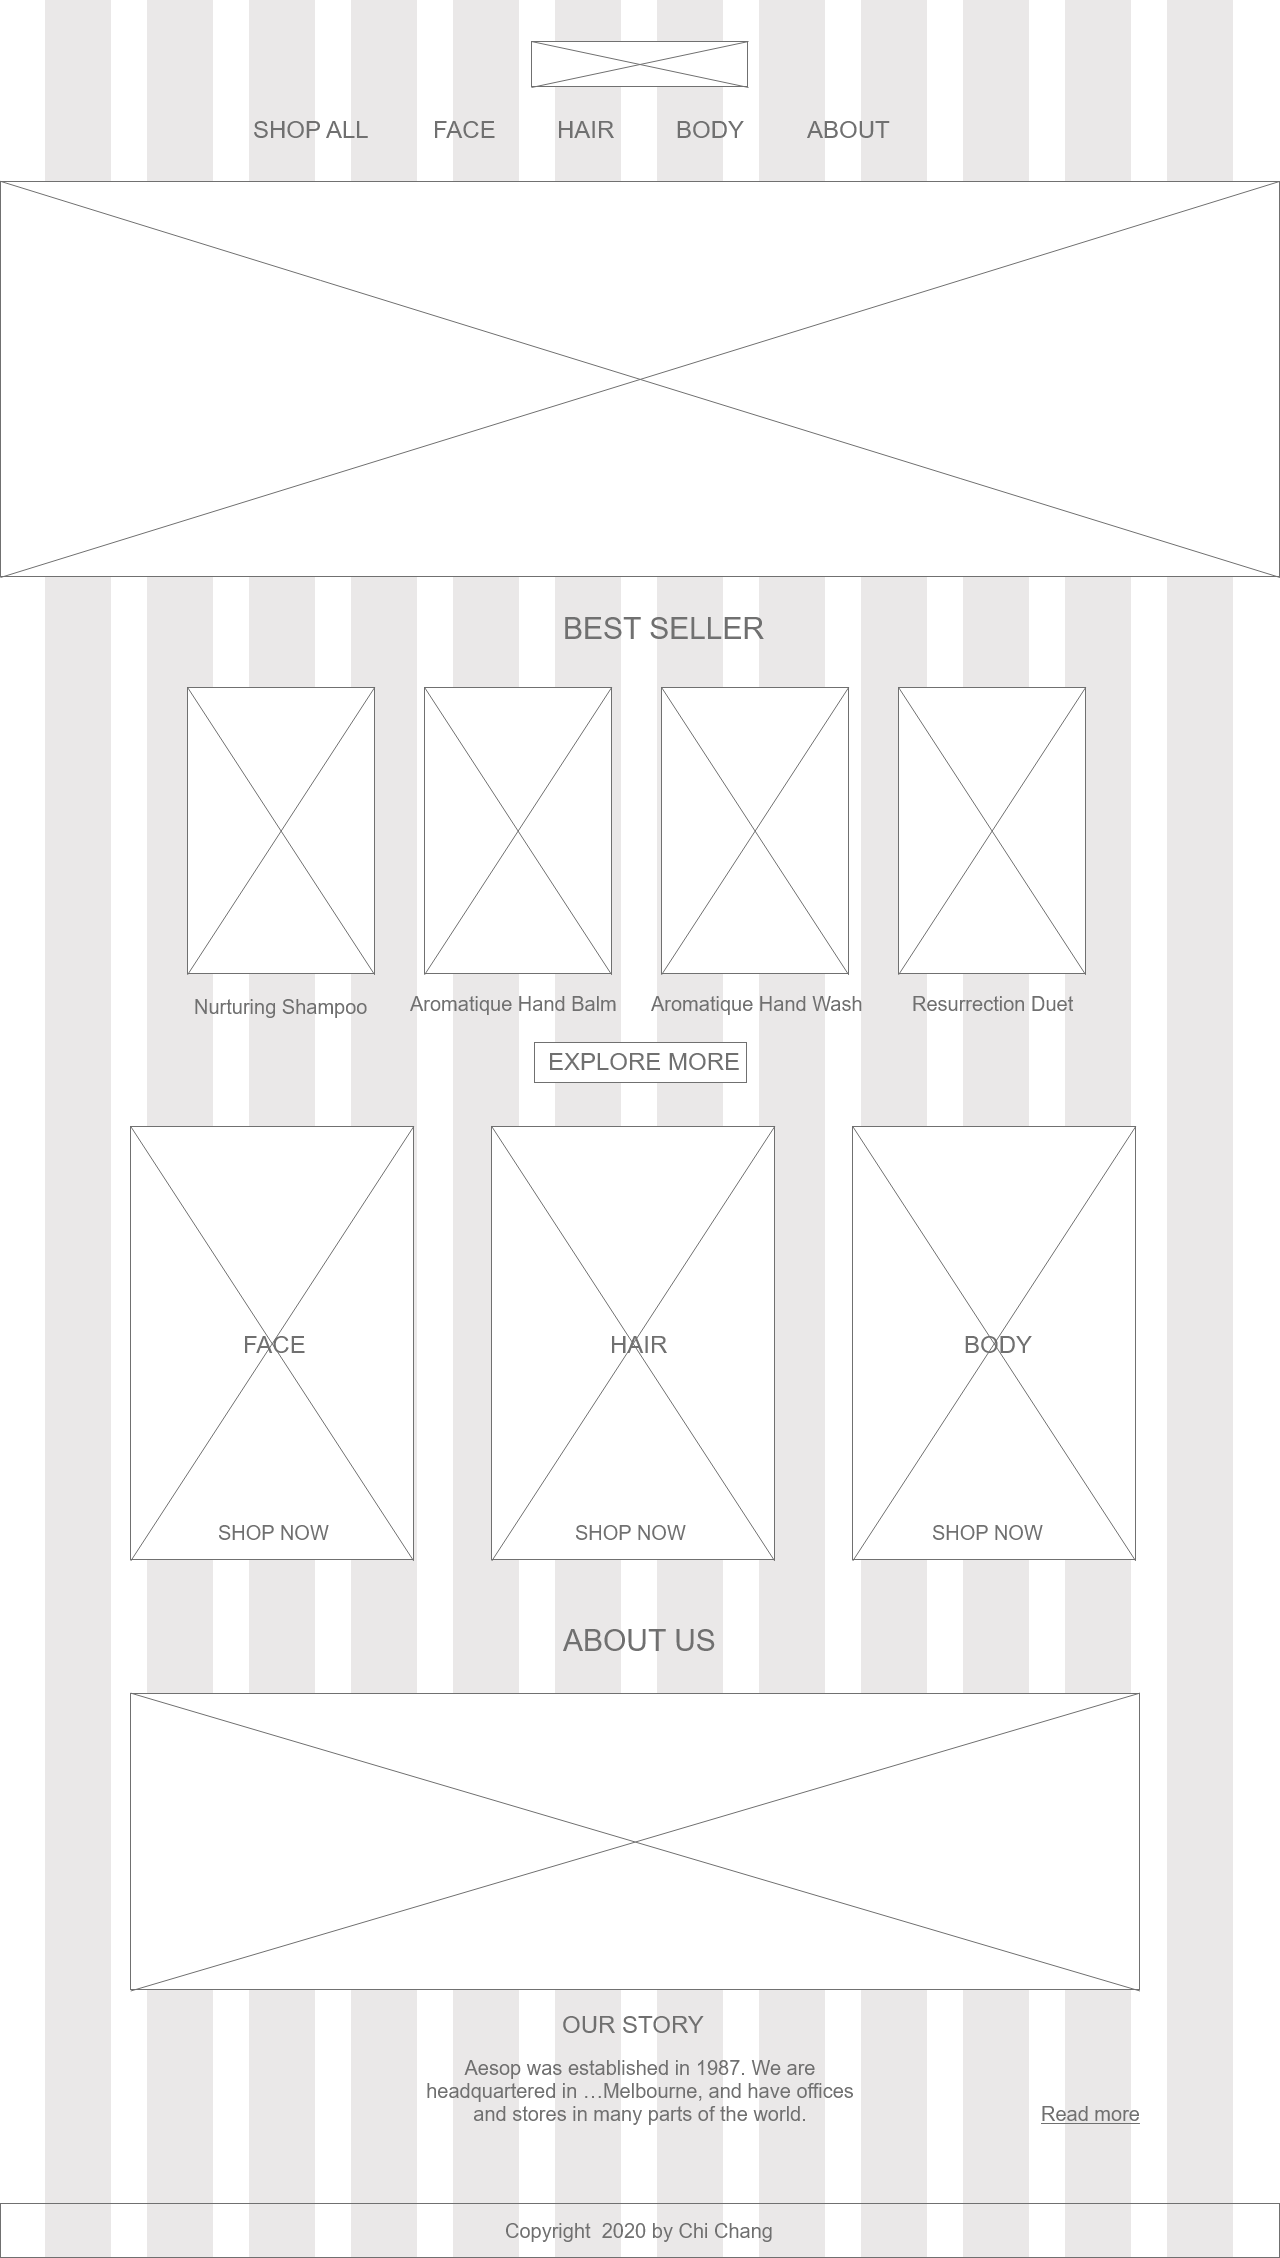 SHOP ALL FACE HAIR BODY ABOUT
BEST SELLER
Nurturing Shampoo Aromatique Hand Balm Aromatique Hand Wash Resurrection Duet
EXPLORE MORE
FACE HAIR BODY
SHOP NOW SHOP NOW SHOP NOW
ABOUT US
OUR STORY
Aesop was established in 1987. We are
headquartered in …Melbourne, and have offices
and stores in many parts of the world.
Read more
Copyright  2020 by Chi Chang